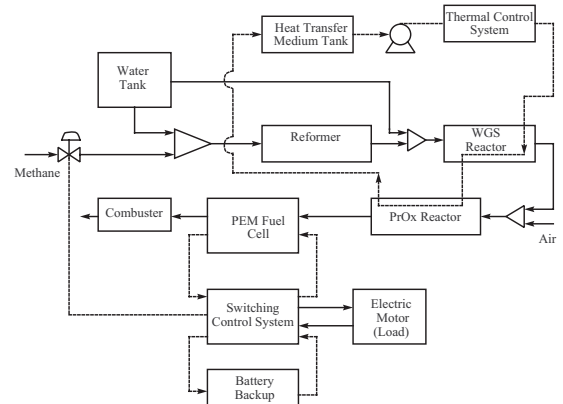 Heat Transfer
Medium Tank
Thermal Control
System
Water
Tank
Reformer
WGS
Reactor
Methane
Combuster
PEM Fuel
Cell
PrOx Reactor
Air
Switching
Control System
Electric
Motor
(Load)
Battery
Backup